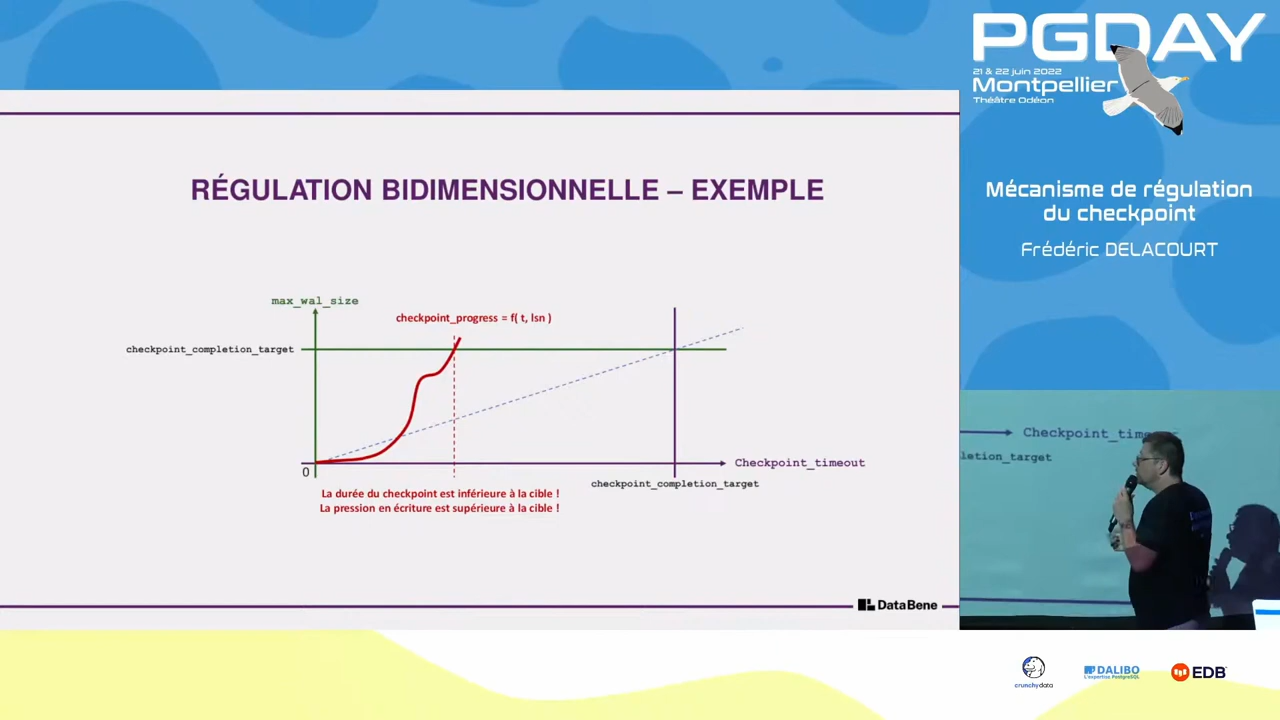 PGDAY
21 & 22 juin 2022
Montpellier
Théâtre Odéon
Mécanisme de régulation
du checkpoint
Frédéric DELACOURT
RÉGULATION BIDIMENSIONNELLE – EXEMPLE
max_wal_size
checkpoint_progress = f( t, lsn )
checkpoint_completion_target
0
Checkpoint_timeout
checkpoint_completion_target
La durée du checkpoint est inférieure à la cible !
La pression en écriture est supérieure à la cible !
Data Bene
Checkpoint_time
letion_target
crunchydata
DALIBO
L'expertise PostgreSQL
EDB